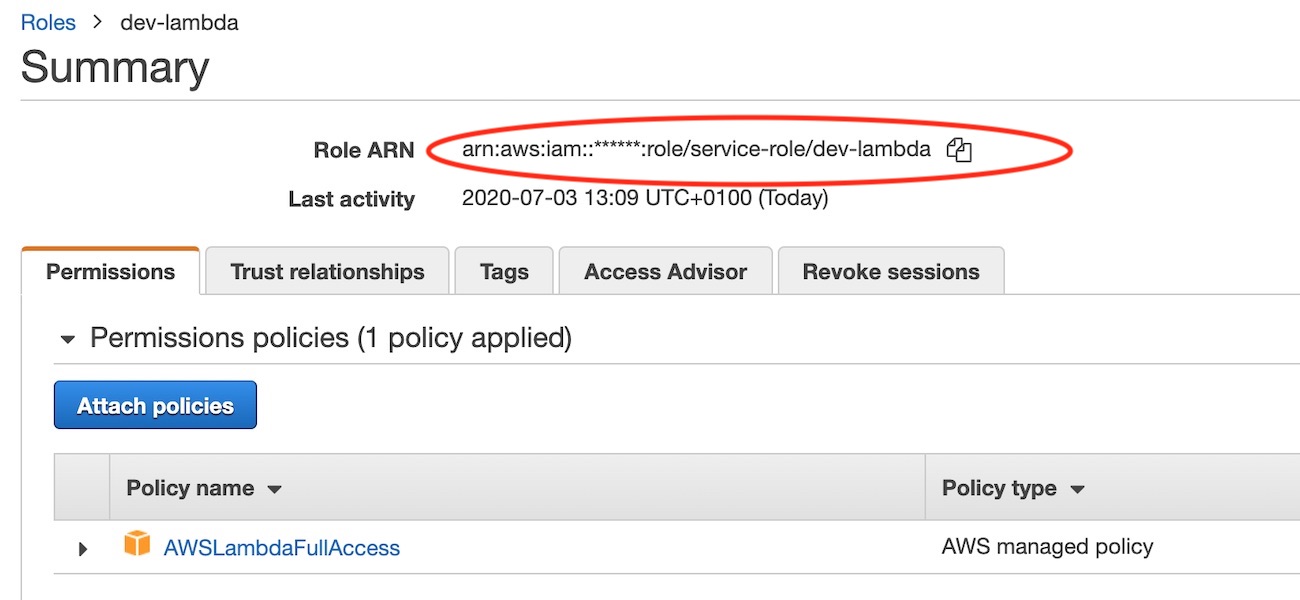 Roles > dev-lambda
Summary
Role ARN arn:aws:iam::******:role/service-role/dev-lambda
Last activity 2020-07-03 13:09 UTC+0100 (Today)
Permissions Trust relationships Tags Access Advisor Revoke sessions
Permissions policies (1 policy applied)
Attach policies
Policy name Policy type
AWSLambdaFullAccess AWS managed policy